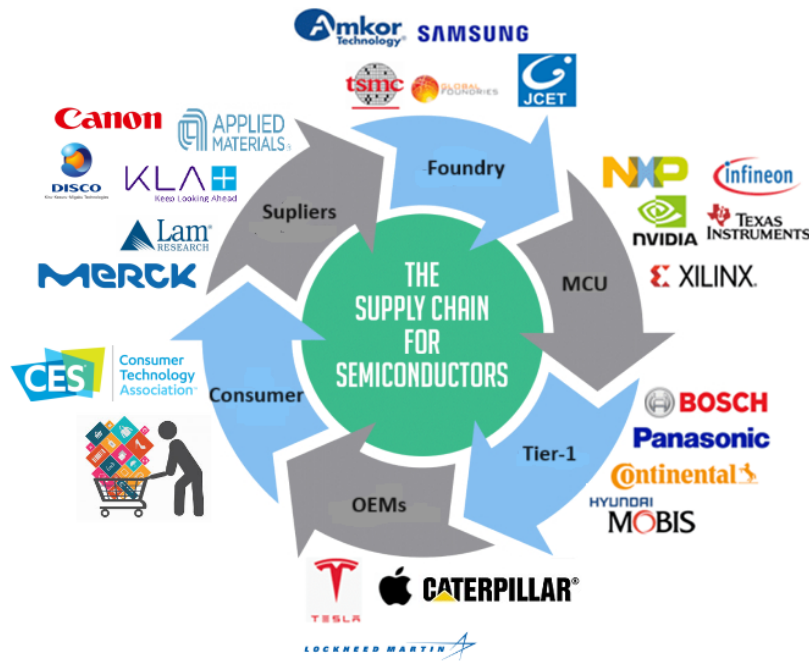 Amkor
Technology®
SAMSUNG
tsmc
GLOBAL
FOUNDRIES
JCET
Canon
APPLIED
MATERIALS
DISCO
KLA
Keep Looking Ahead
Lam
RESEARCH
MERCK
Foundry
Supliers
NXP
infineon
NVIDIA
TEXAS
INSTRUMENTS
XILINX
MCU
THE
SUPPLY CHAIN
FOR
SEMICONDUCTORS
CES
Consumer
Technology
Association
Consumer
BOSCH
Panasonic
Continental
HYUNDAI
MOBIS
Tier-1
OEMs
TESLA
CATERPILLAR®
LOCKHEED MARTIN